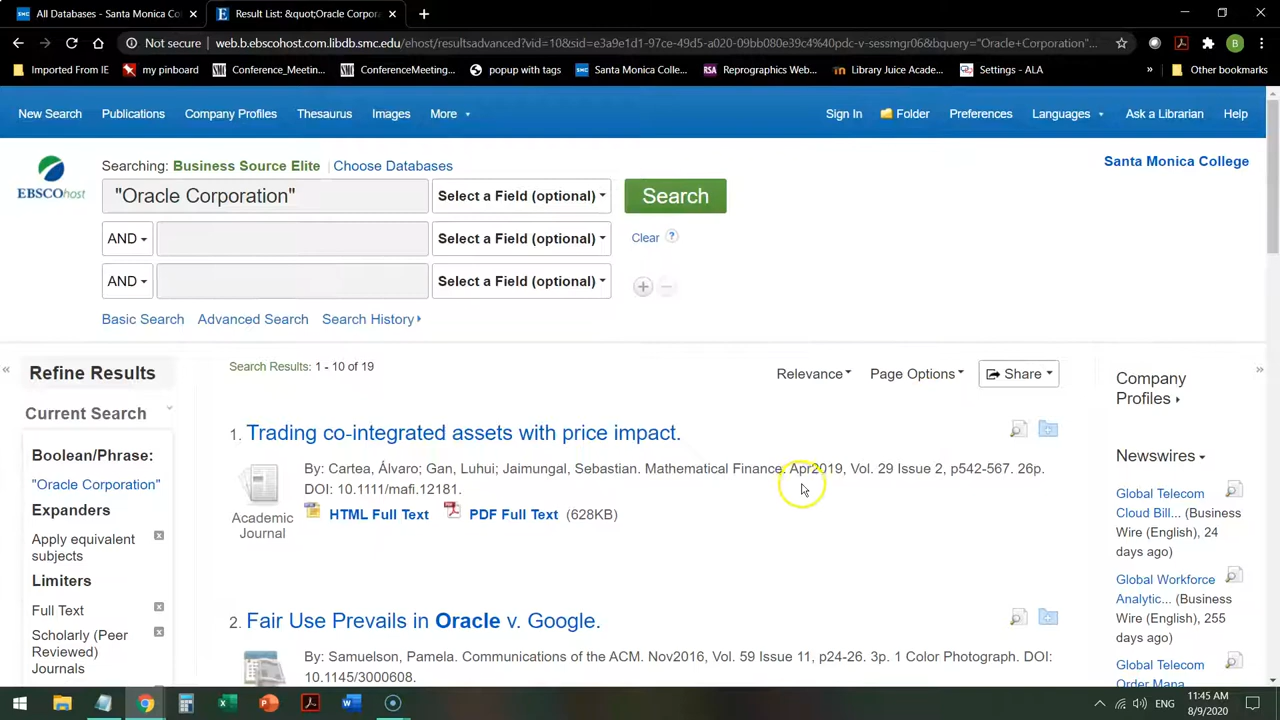 All Databases - Santa Monica Co
Result List: &quot;Oracle Corpora
Not secure
web.b.ebscohost.com.libdb.smc.edu/ehost/resultsadvanced?vid=10&sid=e3a9e1d1-97ce-49d5-a020-09bb080e39c4%40pdc-v-sessmgr06&bquery="Oracle+Corporation"...
B
Imported From IE
my pinboard
Conference_Meetin...
ConferenceMeeting...
popup with tags
Santa Monica Colle...
Reprographics Web...
Library Juice Acade...
Settings - ALA
»
Other bookmarks
New Search
Publications
Company Profiles
Thesaurus
Images
More
Sign In
Folder
Preferences
Languages
Ask a Librarian
Help
Searching: Business Source Elite
Choose Databases
Santa Monica College
EBSCOhost
"Oracle Corporation"
Select a Field (optional)
Search
AND
Select a Field (optional)
Clear
?
AND
Select a Field (optional)
Basic Search
Advanced Search
Search History
«
Refine Results
Search Results: 1 - 10 of 19
Relevance
Page Options
Share
»
Company
Profiles
Current Search
1. Trading co-integrated assets with price impact.
Boolean/Phrase:
"Oracle Corporation"
Expanders
Apply equivalent
subjects
Limiters
Full Text
Scholarly (Peer
Reviewed)
Journals
By: Cartea, Álvaro; Gan, Luhui; Jaimungal, Sebastian. Mathematical Finance. Apr2019, Vol. 29 Issue 2, p542-567. 26p.
DOI: 10.1111/mafi.12181.
HTML Full Text
PDF Full Text (628KB)
Academic
Journal
2. Fair Use Prevails in Oracle v. Google.
By: Samuelson, Pamela. Communications of the ACM. Nov2016, Vol. 59 Issue 11, p24-26. 3p. 1 Color Photograph. DOI:
10.1145/3000608.
Newswires
Global Telecom
Cloud Bill... (Business
Wire (English), 24
days ago)
Global Workforce
Analytic... (Business
Wire (English), 255
days ago)
Global Telecom
Order Mana...
ENG
11:45 AM
8/9/2020